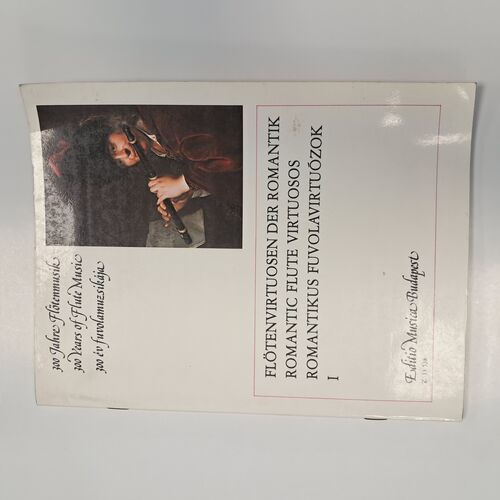 300 Jahre Flötenmusik
300 Years of Flute Music
300 év fuvolamuzsikája
FLÖTENVIRTUOSEN DER ROMANTIK
ROMANTIC FLUTE VIRTUOSOS
ROMANTIKUS FUVOLAVIRTUÓZOK
I
Editio Musica Budapest